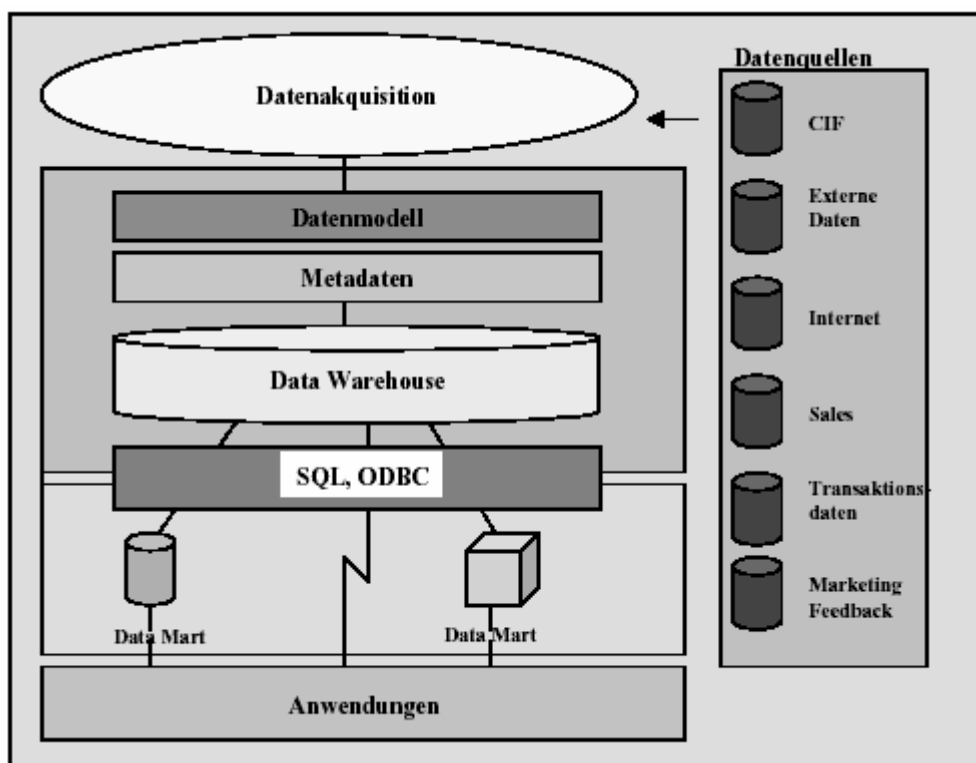 Datenakquisition
Datenmodell
Metadaten
Data Warehouse
SQL, ODBC
Data Mart
Data Mart
Anwendungen
Datenquellen
CIF
Externe
Daten
Internet
Sales
Transaktions-
daten
Marketing
Feedback